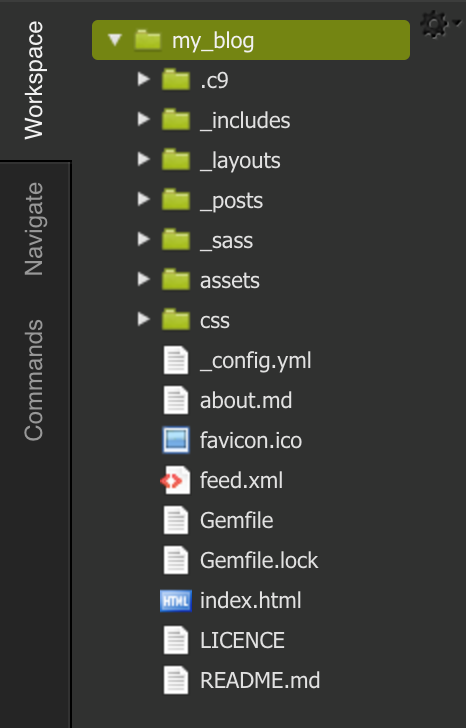 Workspace
Navigate
Commands
my_blog
.c9
_includes
_layouts
_posts
_sass
assets
css
_config.yml
about.md
favicon.ico
feed.xml
Gemfile
Gemfile.lock
HTML
index.html
LICENCE
README.md